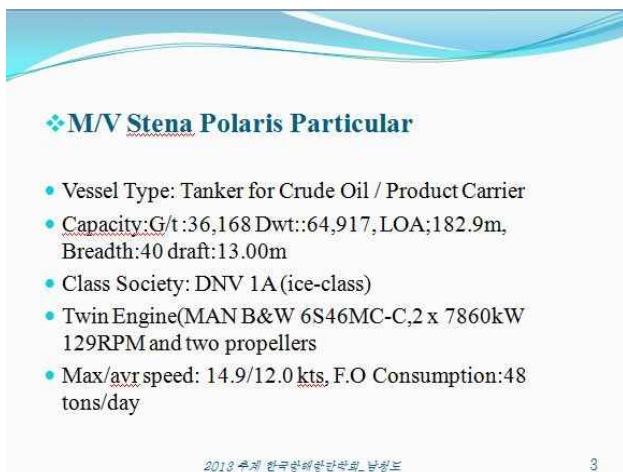 ❖M/V Stena Polaris Particular
• Vessel Type: Tanker for Crude Oil / Product Carrier
• Capacity:G/t :36,168 Dwt::64,917, LOA;182.9m,
Breadth:40 draft:13.00m
• Class Society: DNV 1A (ice-class)
• Twin Engine(MAN B&W 6S46MC-C,2 x 7860kW
129RPM and two propellers
• Max/avr speed: 14.9/12.0 kts, F.O Consumption:48
tons/day
2013 추계 한국항해항만학회_남청도
3